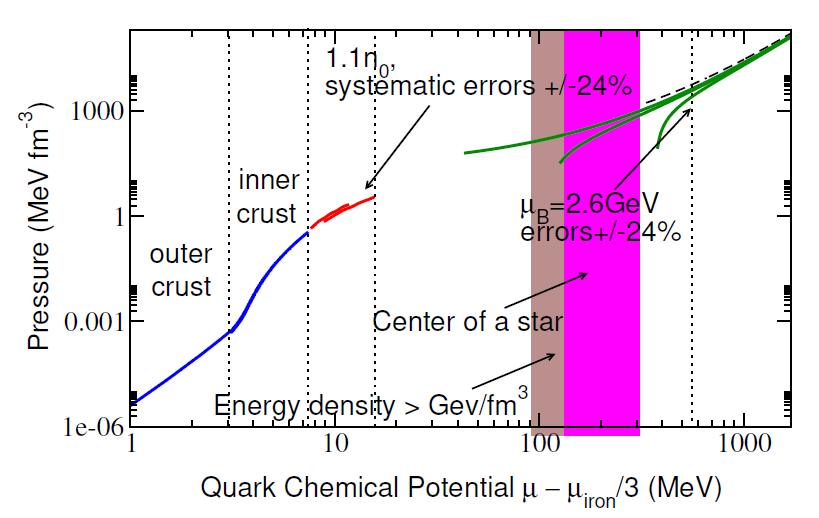 1.1n0,
systematic errors +/-24%
1000
inner
crust
1
μB=2.6GeV
errors+/-24%
outer
crust
Center of a star
0.001
Energy density > Gev/fm3
1e-06
1 10 100 1000
Pressure (MeV fm-3)
Quark Chemical Potential μ – μiron/3 (MeV)